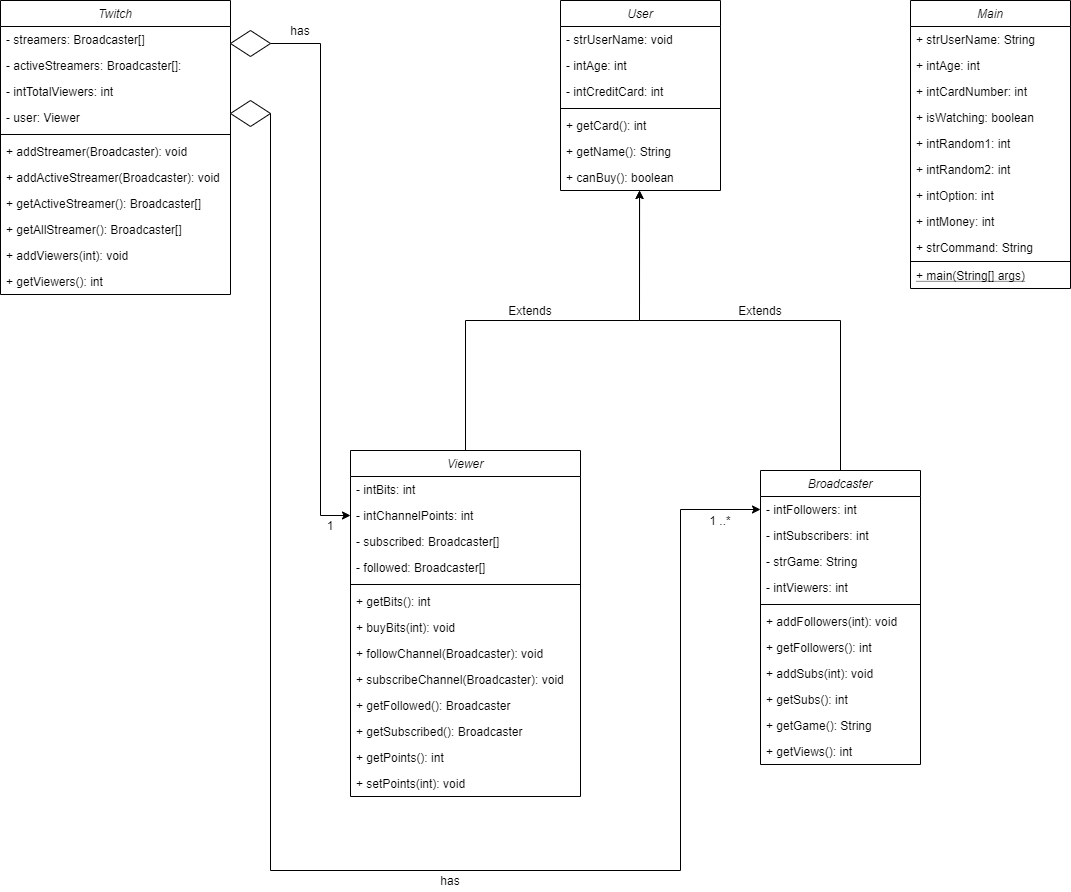 Twitch
- streamers: Broadcaster[]
- activeStreamers: Broadcaster[]:
- intTotalViewers: int
- user: Viewer
+ addStreamer(Broadcaster): void
+ addActiveStreamer(Broadcaster): void
+ getActiveStreamer(): Broadcaster[]
+ getAllStreamer(): Broadcaster[]
+ addViewers(int): void
+ getViewers(): int
has
User
- strUserName: void
- intAge: int
- intCreditCard: int
+ getCard(): int
+ getName(): String
+ canBuy(): boolean
Main
+ strUserName: String
+ intAge: int
+ intCardNumber: int
+ isWatching: boolean
+ intRandom1: int
+ intRandom2: int
+ intOption: int
+ intMoney: int
+ strCommand: String
+ main(String[] args)
Extends
Extends
1
Viewer
- intBits: int
- intChannelPoints: int
- subscribed: Broadcaster[]
- followed: Broadcaster[]
+ getBits(): int
+ buyBits(int): void
+ followChannel(Broadcaster): void
+ subscribeChannel(Broadcaster): void
+ getFollowed(): Broadcaster
+ getSubscribed(): Broadcaster
+ getPoints(): int
+ setPoints(int): void
1 ..*
Broadcaster
- intFollowers: int
- intSubscribers: int
- strGame: String
- intViewers: int
+ addFollowers(int): void
+ getFollowers(): int
+ addSubs(int): void
+ getSubs(): int
+ getGame(): String
+ getViews(): int
has